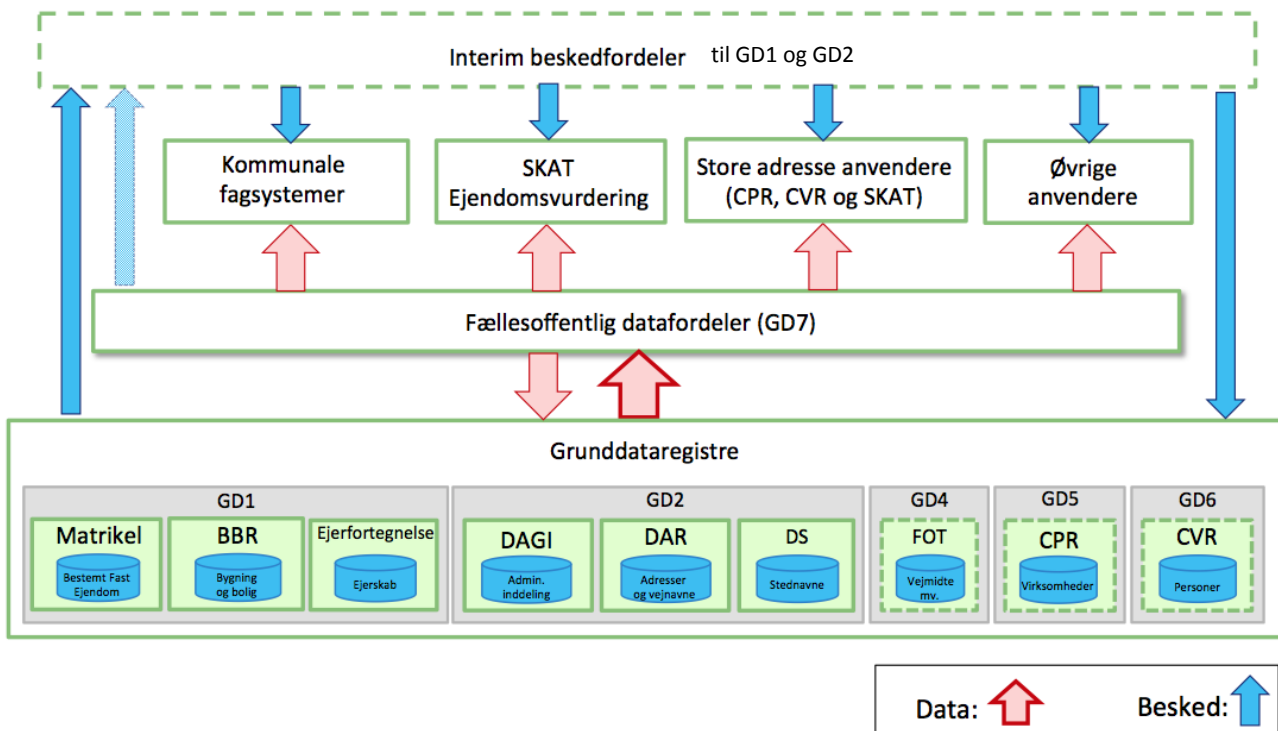 Interim beskedfordeler til GD1 og GD2
Kommunale
fagsystemer
SKAT
Ejendomsvurdering
Store adresse anvendere
(CPR, CVR og SKAT)
Øvrige
anvendere
Fællesoffentlig datafordeler (GD7)
Grunddataregistre
GD1
Matrikel
Bestemt Fast
Ejendom
BBR
Bygning
og bolig
Ejerfortegnelse
Ejerskab
GD2
DAGI
Admin.
inddeling
DAR
Adresser
og vejnavne
DS
Stednavne
GD4
FOT
Vejmidte
mv.
GD5
CPR
Virksomheder
GD6
CVR
Personer
Data:
Besked: